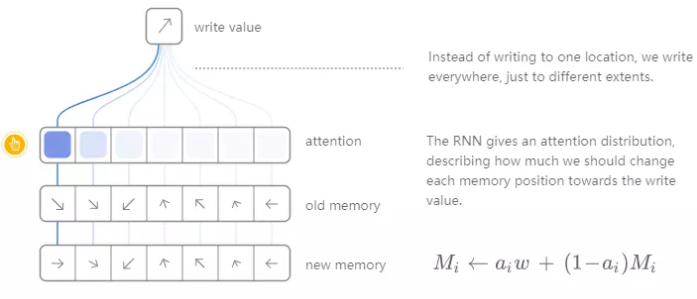 write value
Instead of writing to one location, we write
everywhere, just to different extents.
attention
The RNN gives an attention distribution,
describing how much we should change
each memory position towards the write
value.
old memory
new memory
M_i ← a_i w + (1−a_i)M_i